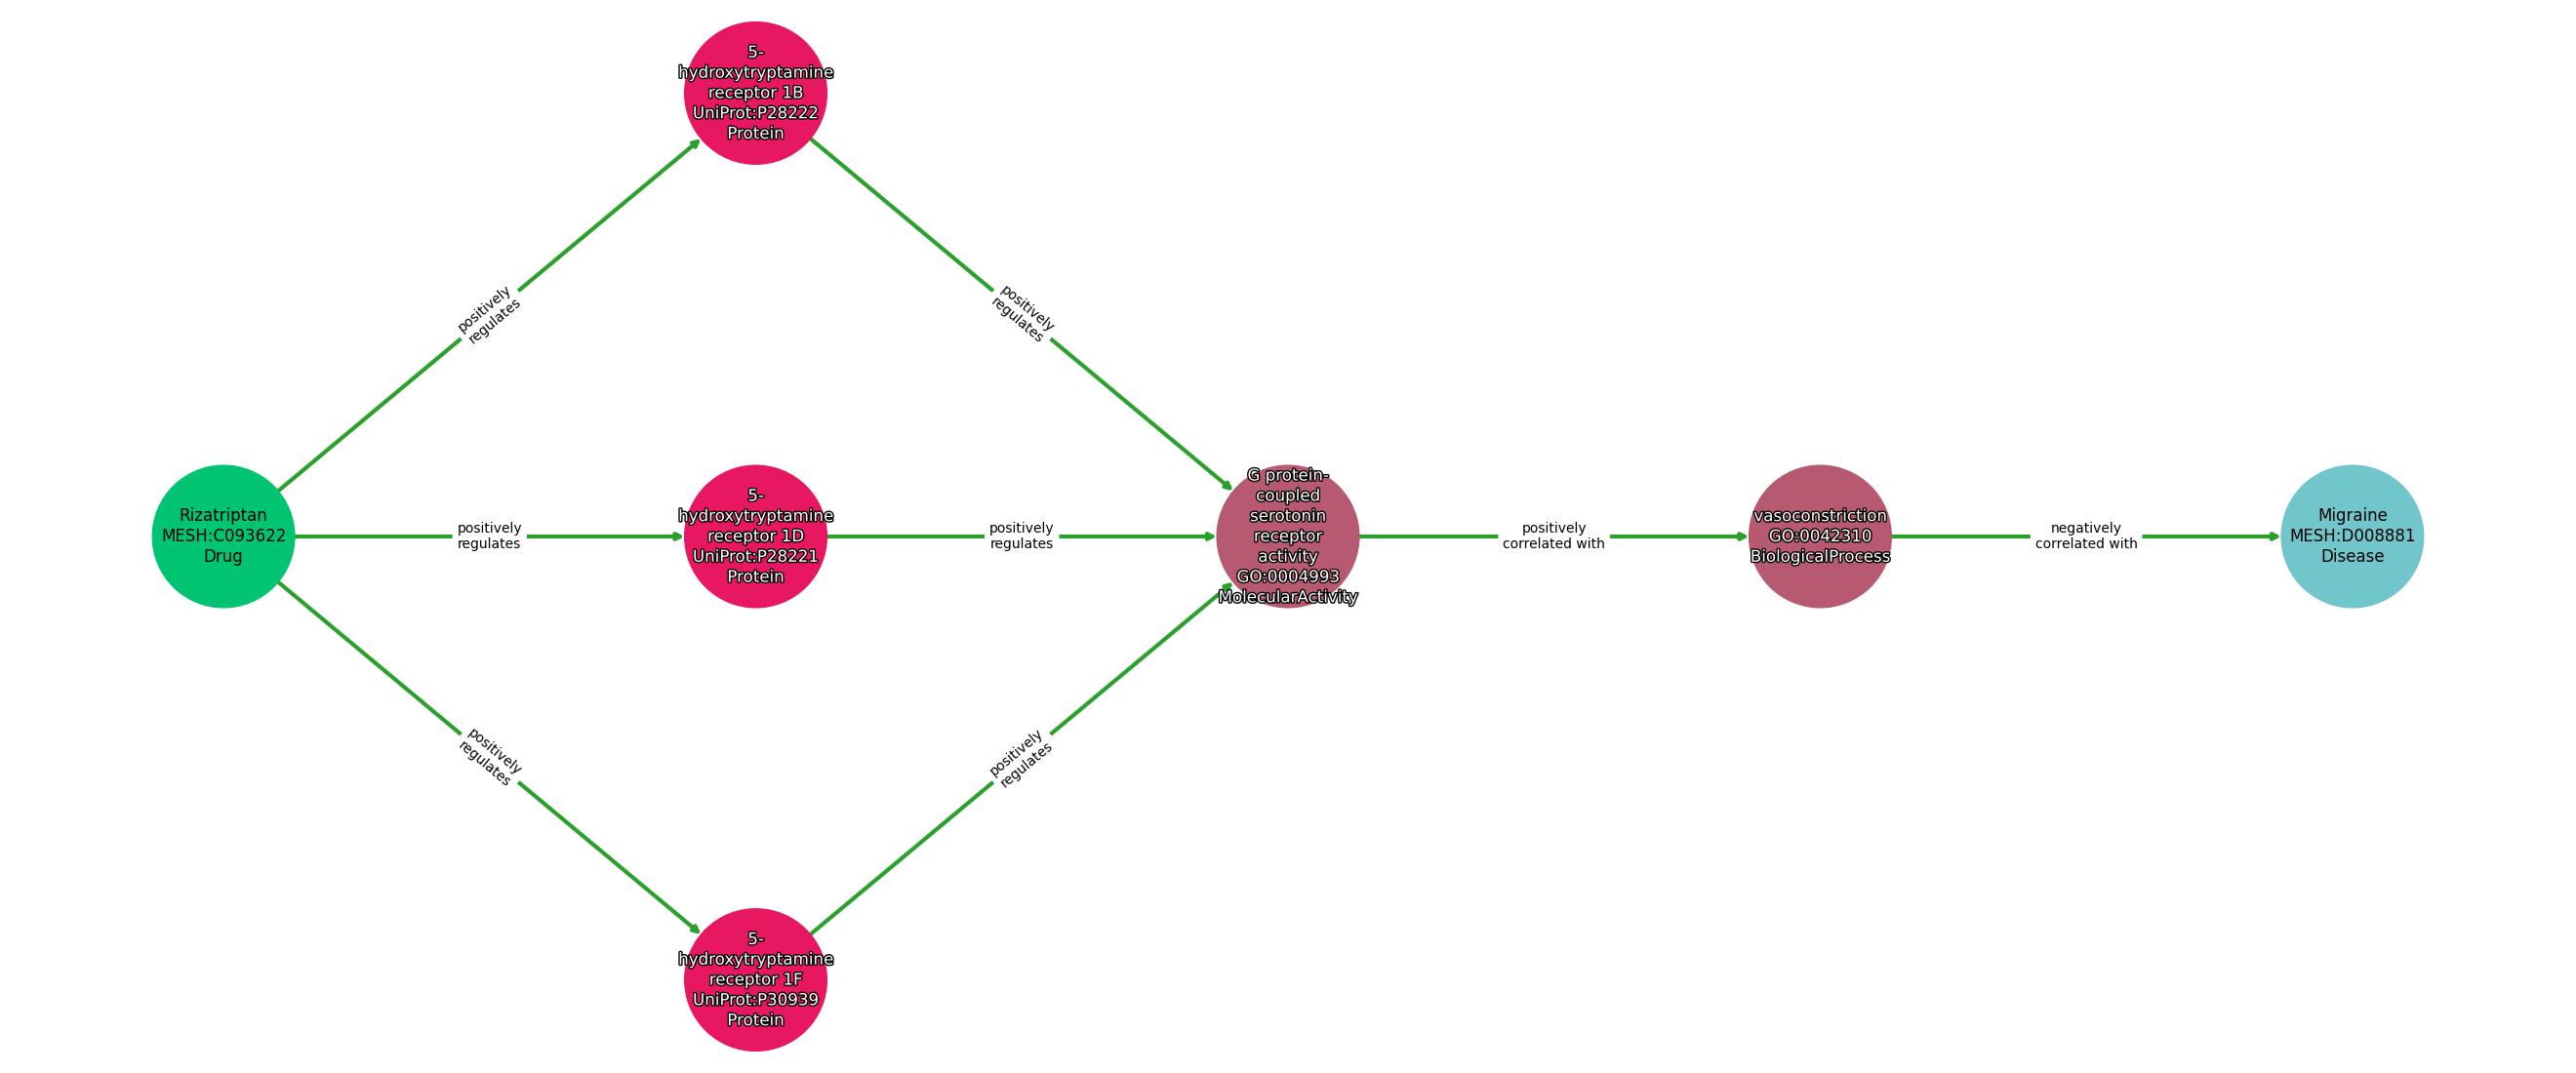 5-
hydroxytryptamine
receptor 1B
UniProt:P28222
Protein
positively
regulates
positively
regulates
Rizatriptan
MESH:C093622
Drug
positively
regulates
5-
hydroxytryptamine
receptor 1D
UniProt:P28221
Protein
positively
regulates
G protein-
coupled
serotonin
receptor
activity
GO:0004993
MolecularActivity
positively
correlated with
vasoconstriction
GO:0042310
BiologicalProcess
negatively
correlated with
Migraine
MESH:D008881
Disease
positively
regulates
positively
regulates
5-
hydroxytryptamine
receptor 1F
UniProt:P30939
Protein